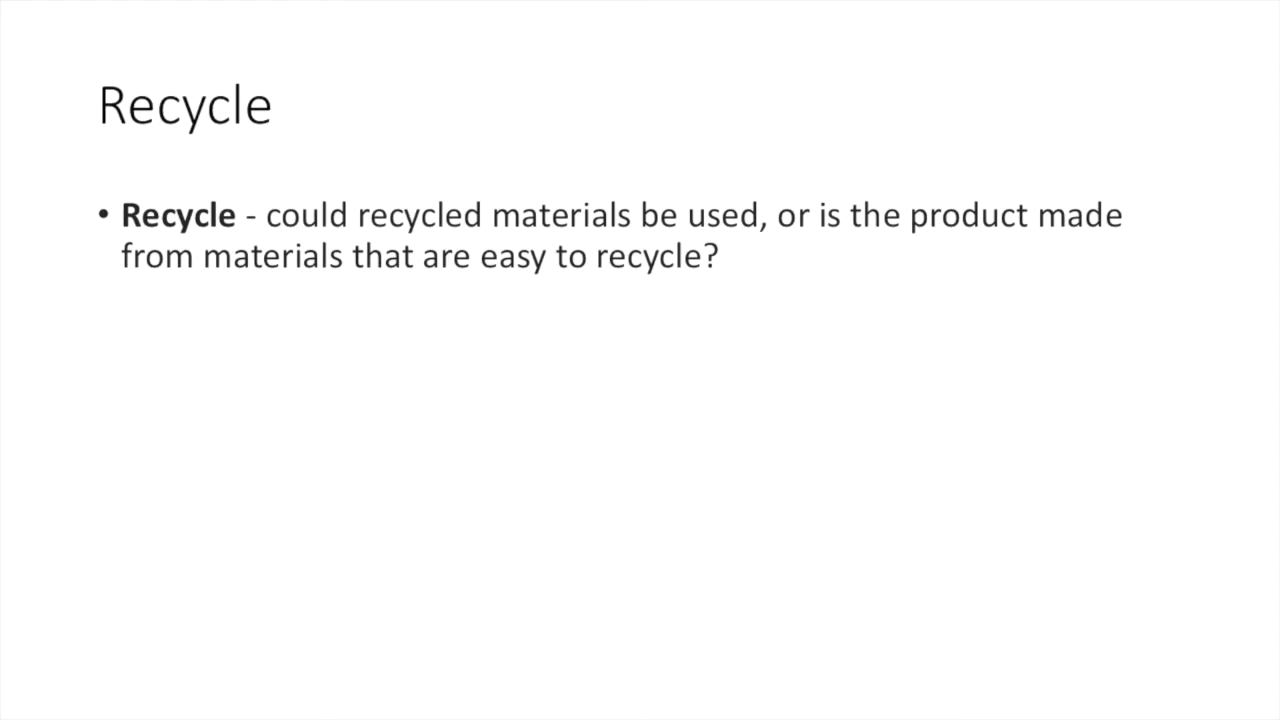 Recycle
• Recycle - could recycled materials be used, or is the product made
from materials that are easy to recycle?